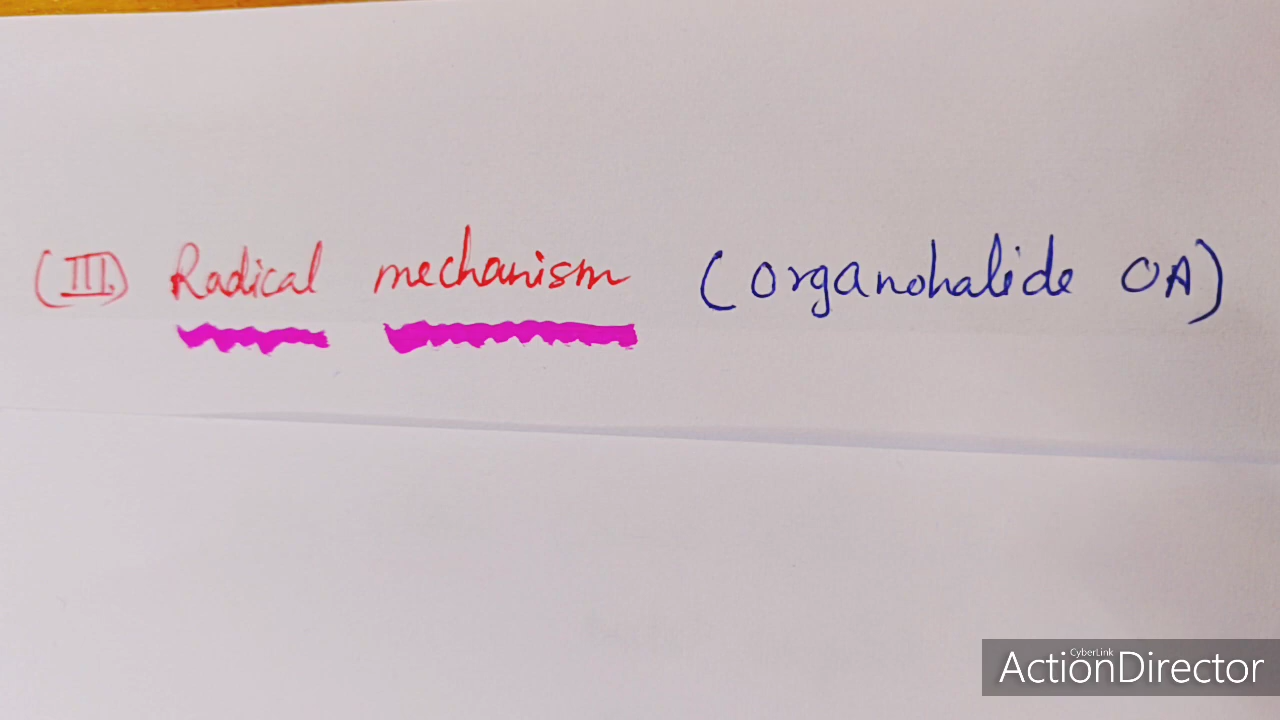 (III.) Radical mechanism (Organohalide OA)
CyberLink
ActionDirector